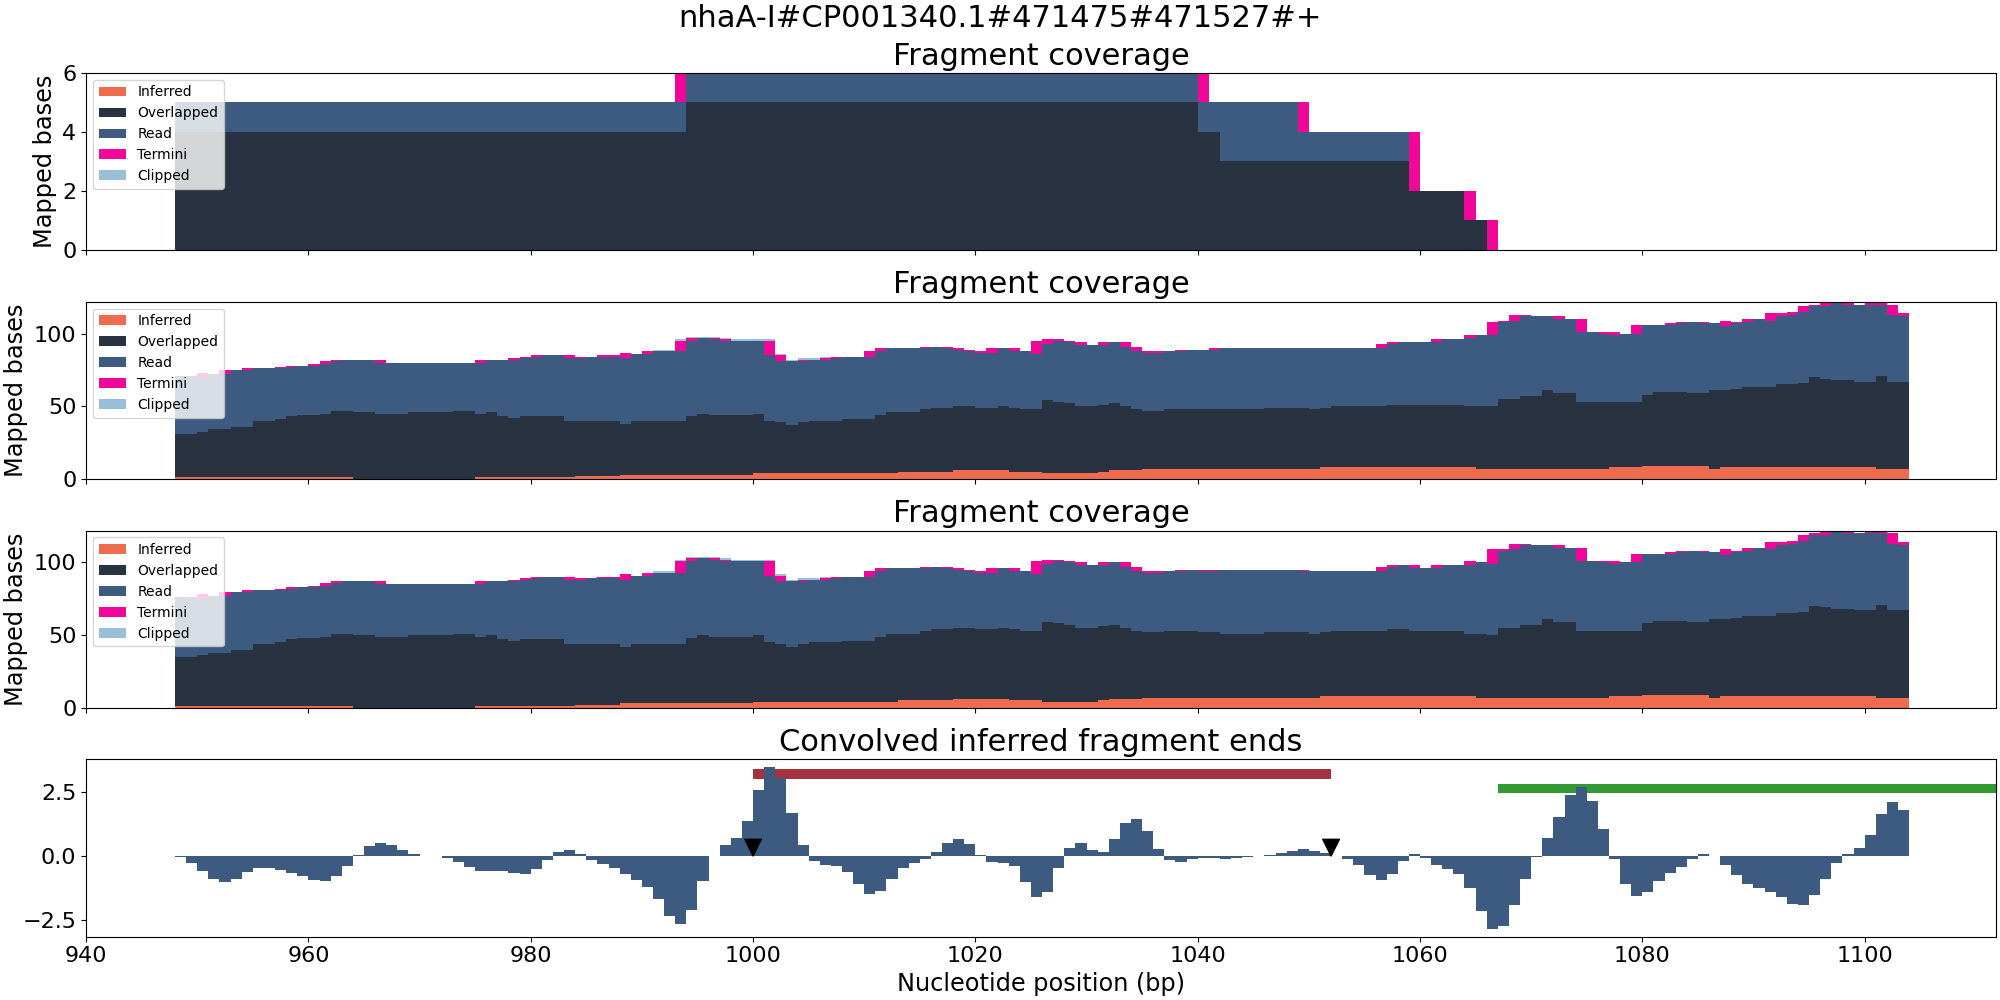 nhaA-I#CP001340.1#471475#471527#+
Fragment coverage
Mapped bases
6
4
2
0
Inferred
Overlapped
Read
Termini
Clipped
Fragment coverage
Mapped bases
100
50
0
Inferred
Overlapped
Read
Termini
Clipped
Fragment coverage
Mapped bases
100
50
0
Inferred
Overlapped
Read
Termini
Clipped
Convolved inferred fragment ends
2.5
0.0
−2.5
940 960 980 1000 1020 1040 1060 1080 1100
Nucleotide position (bp)